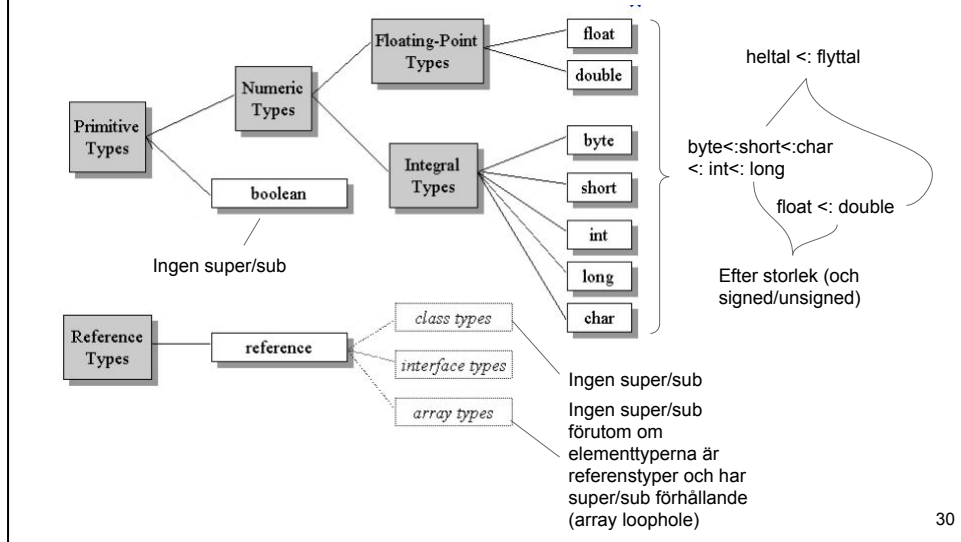 Primitive
Types
Numeric
Types
boolean
Ingen super/sub
Floating-Point
Types
float
double
Integral
Types
byte
short
int
long
char
heltal <: flyttal
byte<:short<:char
<: int<: long
float <: double
Efter storlek (och
signed/unsigned)
Reference
Types
reference
class types
interface types
array types
Ingen super/sub
Ingen super/sub
förutom om
elementtyperna är
referenstyper och har
super/sub förhållande
(array loophole)
30